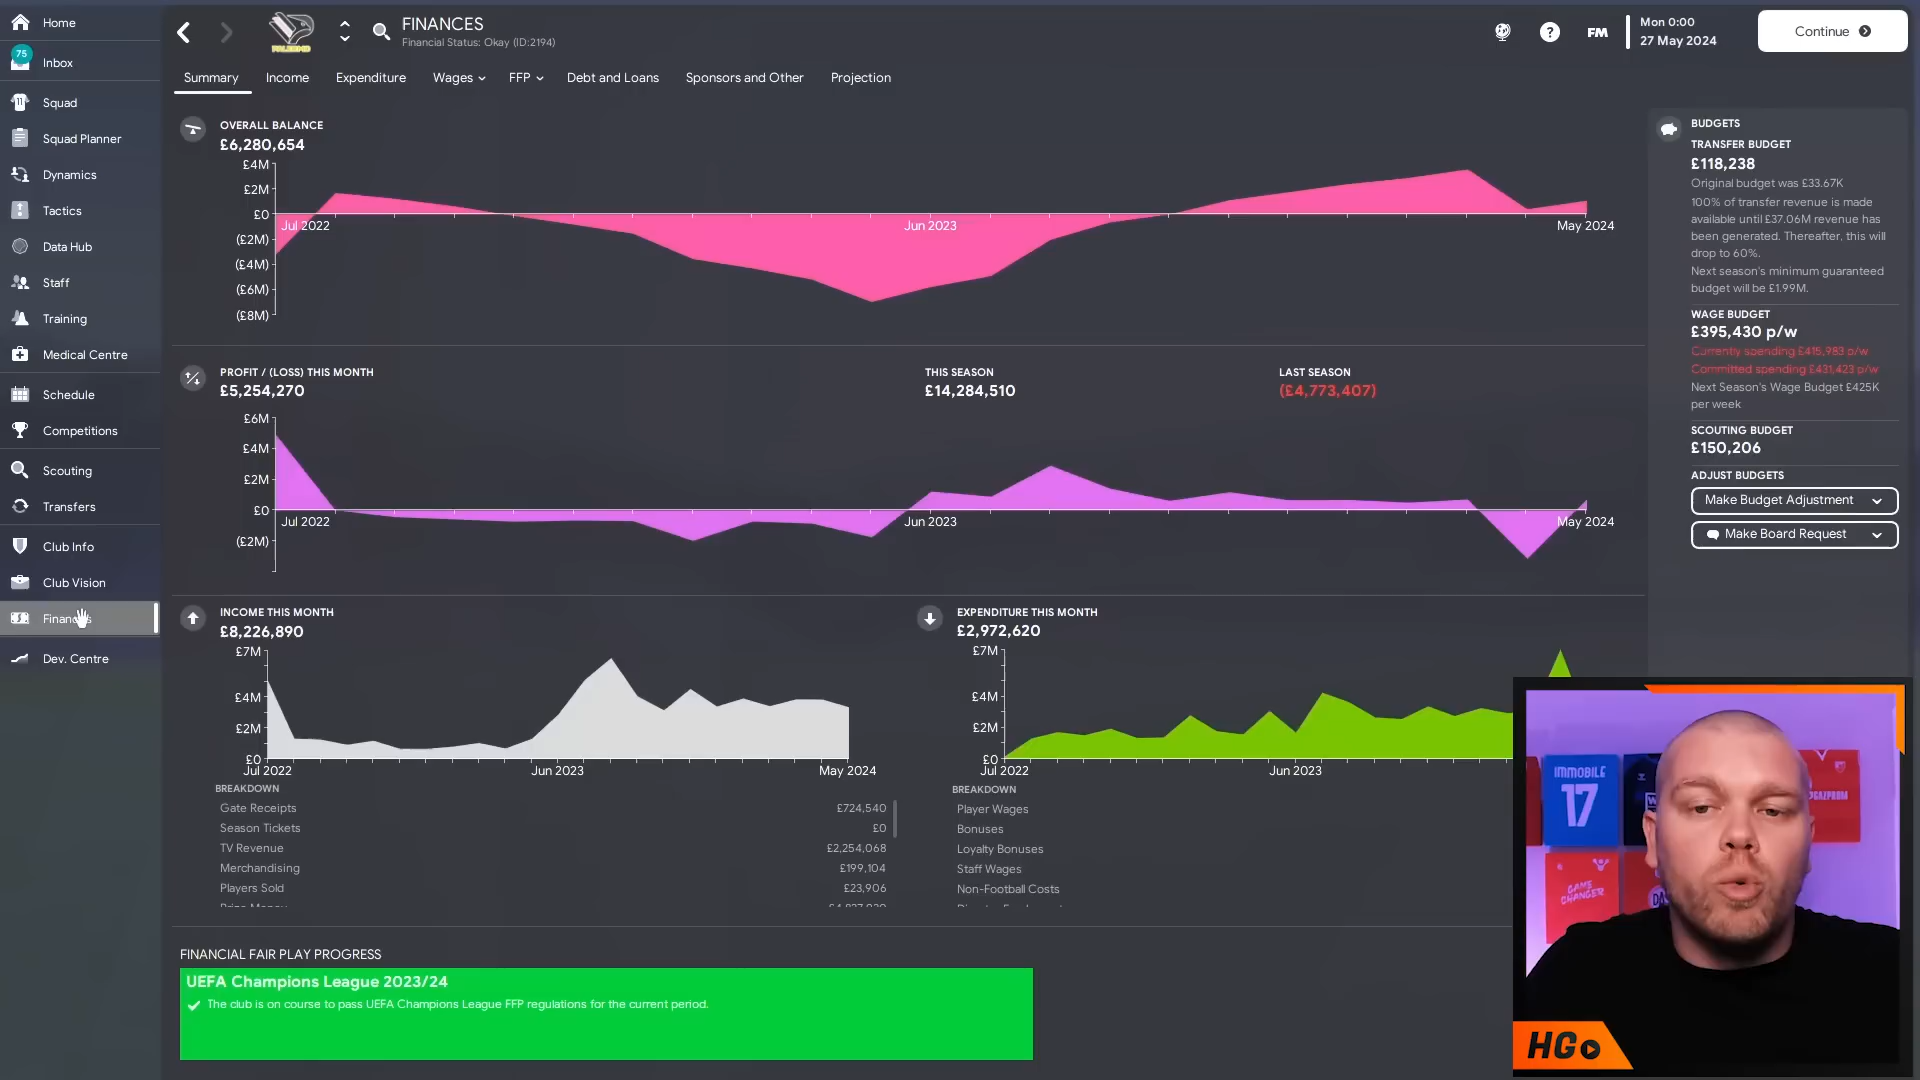 Home
75
Inbox
Squad
Squad Planner
Dynamics
Tactics
Data Hub
Staff
Training
Medical Centre
Schedule
Competitions
Scouting
Transfers
Club Info
Club Vision
Finances
Dev. Centre
PALERMO
FINANCES
Financial Status: Okay (ID:2194)
FM
Mon 0:00
27 May 2024
Continue
Summary Income Expenditure Wages FFP Debt and Loans Sponsors and Other Projection
OVERALL BALANCE
£6,280,654
£4M
£2M
£0
(£2M)
(£4M)
(£6M)
(£8M)
Jul 2022 Jun 2023 May 2024
PROFIT / (LOSS) THIS MONTH
£5,254,270
THIS SEASON
£14,284,510
LAST SEASON
(£4,773,407)
£6M
£4M
£2M
£0
(£2M)
Jul 2022 Jun 2023 May 2024
INCOME THIS MONTH
£8,226,890
£7M
£4M
£2M
£0
Jul 2022 Jun 2023 May 2024
BREAKDOWN
Gate Receipts £724,540
Season Tickets £0
TV Revenue £2,254,068
Merchandising £199,104
Players Sold £23,906
EXPENDITURE THIS MONTH
£2,972,620
£7M
£4M
£2M
£0
Jul 2022 Jun 2023
BREAKDOWN
Player Wages
Bonuses
Loyalty Bonuses
Staff Wages
Non-Football Costs
FINANCIAL FAIR PLAY PROGRESS
UEFA Champions League 2023/24
The club is on course to pass UEFA Champions League FFP regulations for the current period.
BUDGETS
TRANSFER BUDGET
£118,238
Original budget was £33.67K
100% of transfer revenue is made
available until £37.06M revenue has
been generated. Thereafter, this will
drop to 60%.
Next season's minimum guaranteed
budget will be £1.99M.
WAGE BUDGET
£395,430 p/w
Currently spending £415,983 p/w
Committed spending £431,423 p/w
Next Season's Wage Budget £425K
per week
SCOUTING BUDGET
£150,206
ADJUST BUDGETS
Make Budget Adjustment
Make Board Request
IMMOBILE
17
GAZPROM
GAME
CHANGER
HG